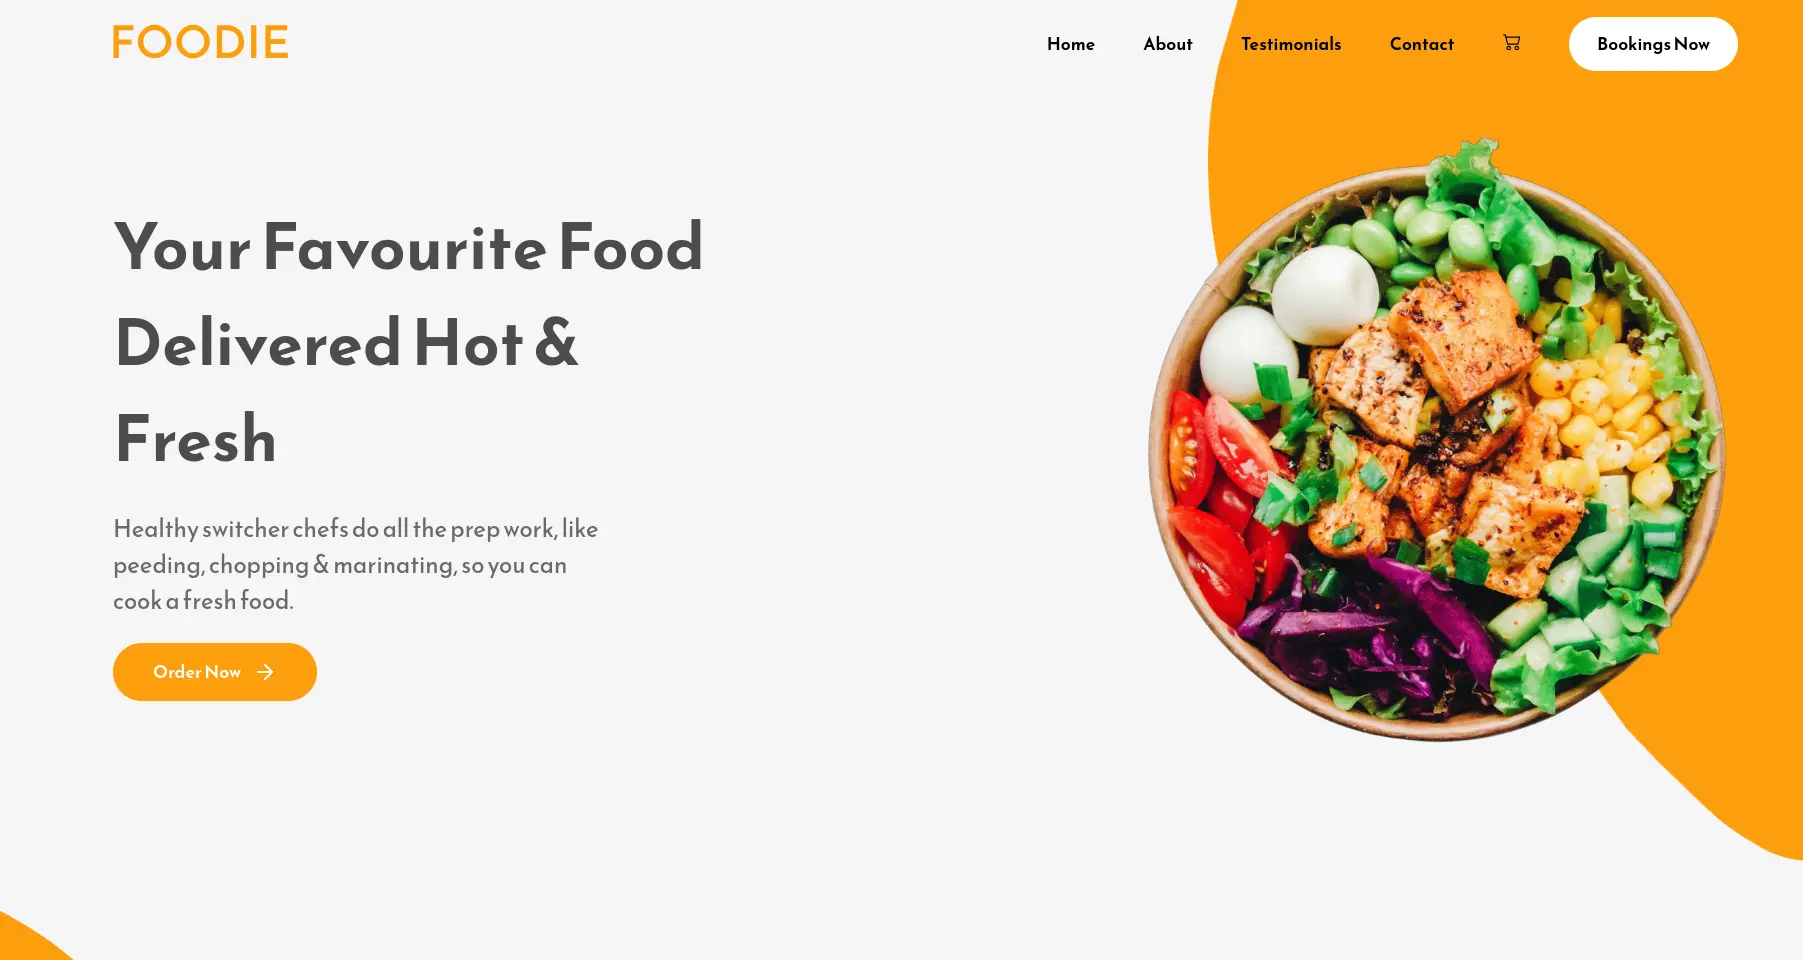 FOODIE
Home
About
Testimonials
Contact
Bookings Now
Your Favourite Food
Delivered Hot &
Fresh
Healthy switcher chefs do all the prep work, like
peeding, chopping & marinating, so you can
cook a fresh food.
Order Now